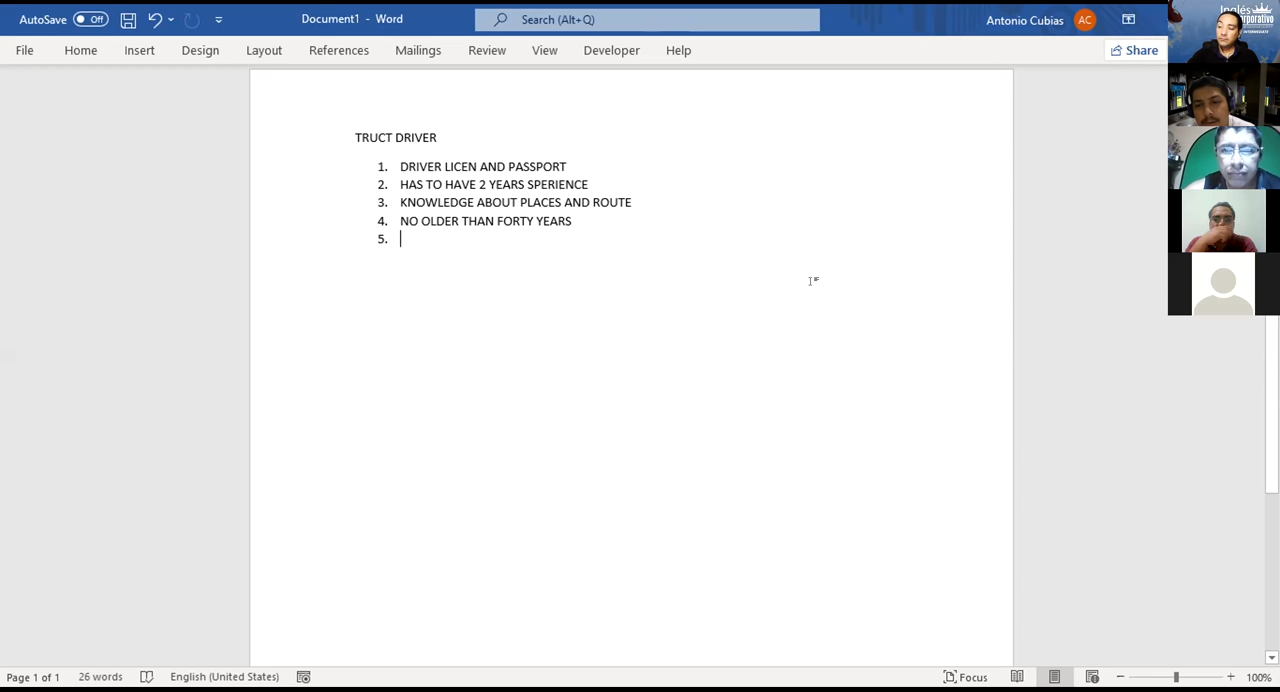 AutoSave Off Document1 - Word Search (Alt+Q) Antonio Cubias AC
File Home Insert Design Layout References Mailings Review View Developer Help Share
Inglés
INTERMEDIATE
TRUCT DRIVER
1. DRIVER LICEN AND PASSPORT
2. HAS TO HAVE 2 YEARS SPERIENCE
3. KNOWLEDGE ABOUT PLACES AND ROUTE
4. NO OLDER THAN FORTY YEARS
5.
Page 1 of 1 26 words English (United States) Focus 100%